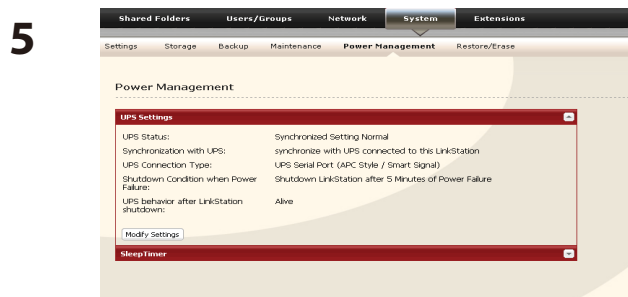 5
Shared Folders Users/Groups Network System Extensions
Settings Storage Backup Maintenance Power Management Restore/Erase
Power Management
UPS Settings
UPS Status: Synchronized Setting Normal
Synchronization with UPS: synchronize with UPS connected to this LinkStation
UPS Connection Type: UPS Serial Port (APC Style / Smart Signal)
Shutdown Condition when Power Shutdown LinkStation after 5 Minutes of Power Failure
Failure:
UPS behavior after LinkStation Alive
shutdown:
Modify Settings
SleepTimer